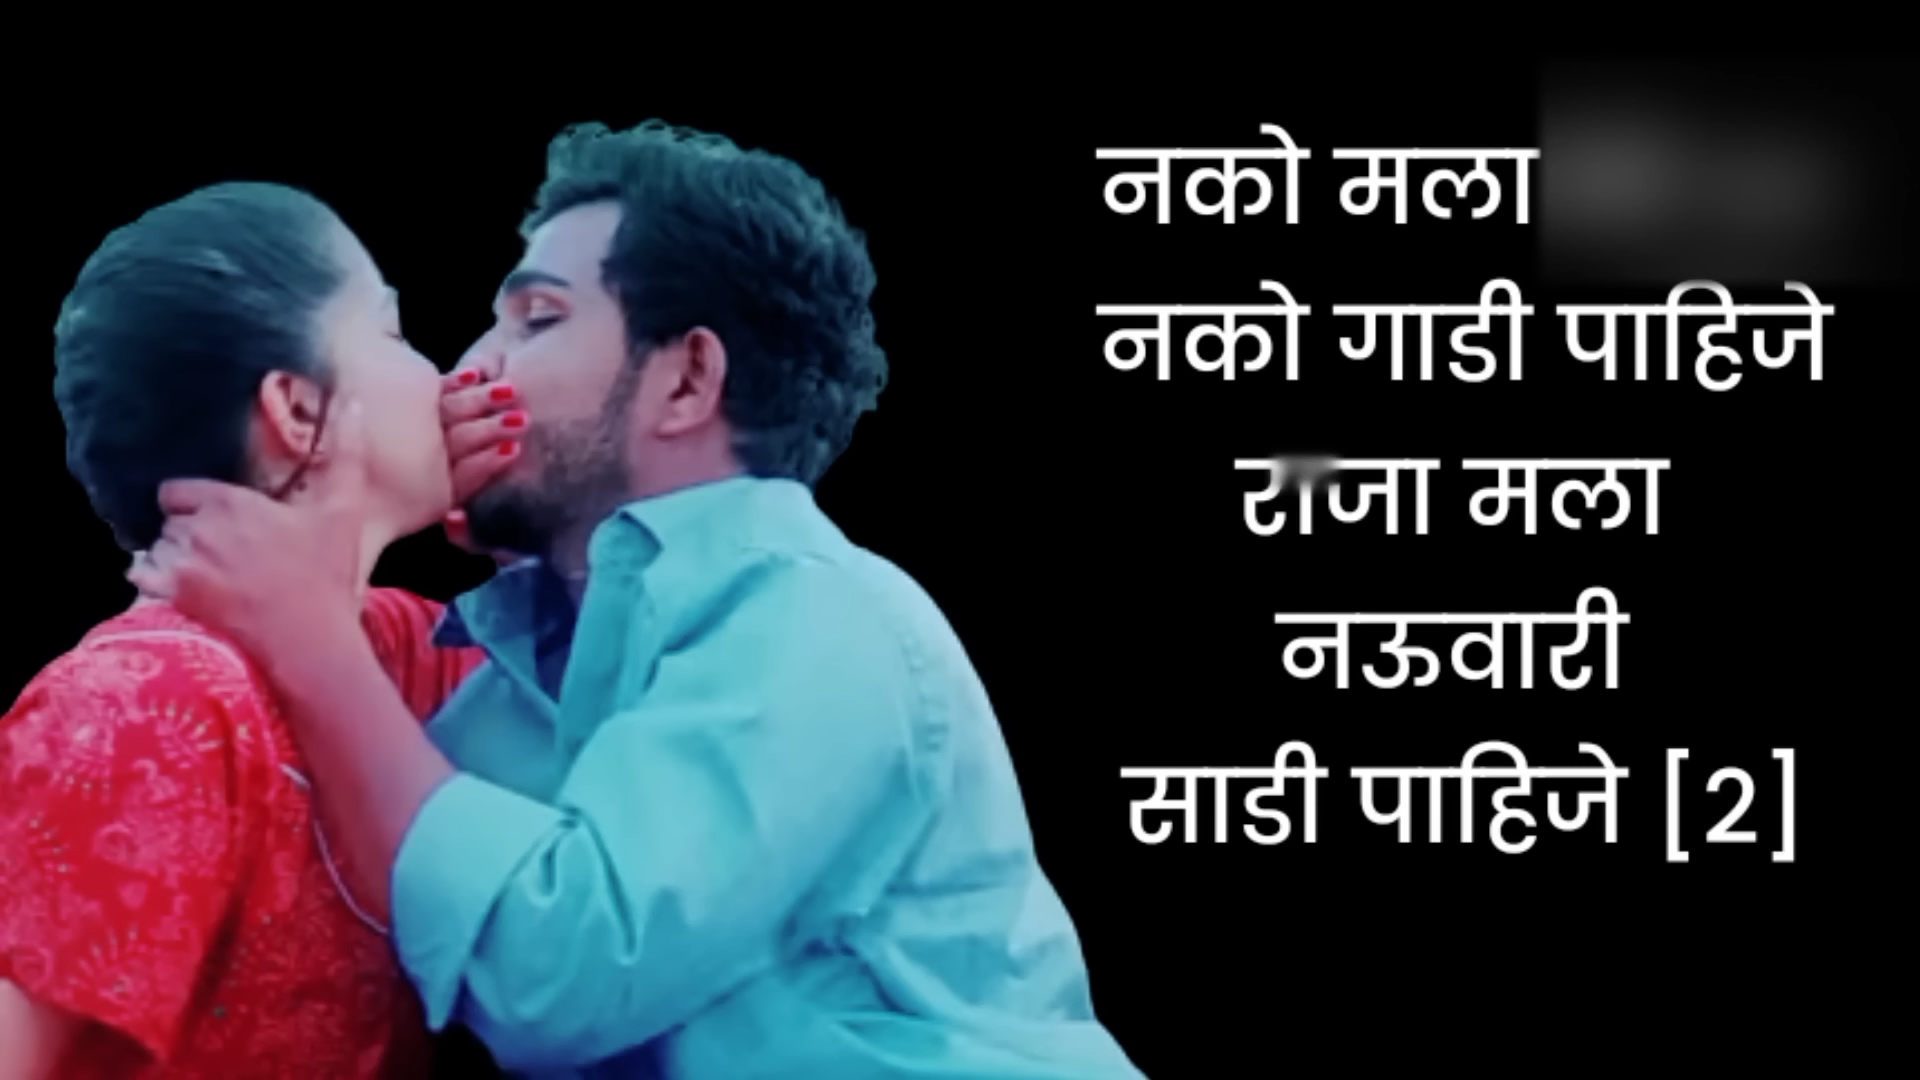 नको मला
नको गाडी पाहिजे
राजा मला
नऊवारी
साडी पाहिजे [2]